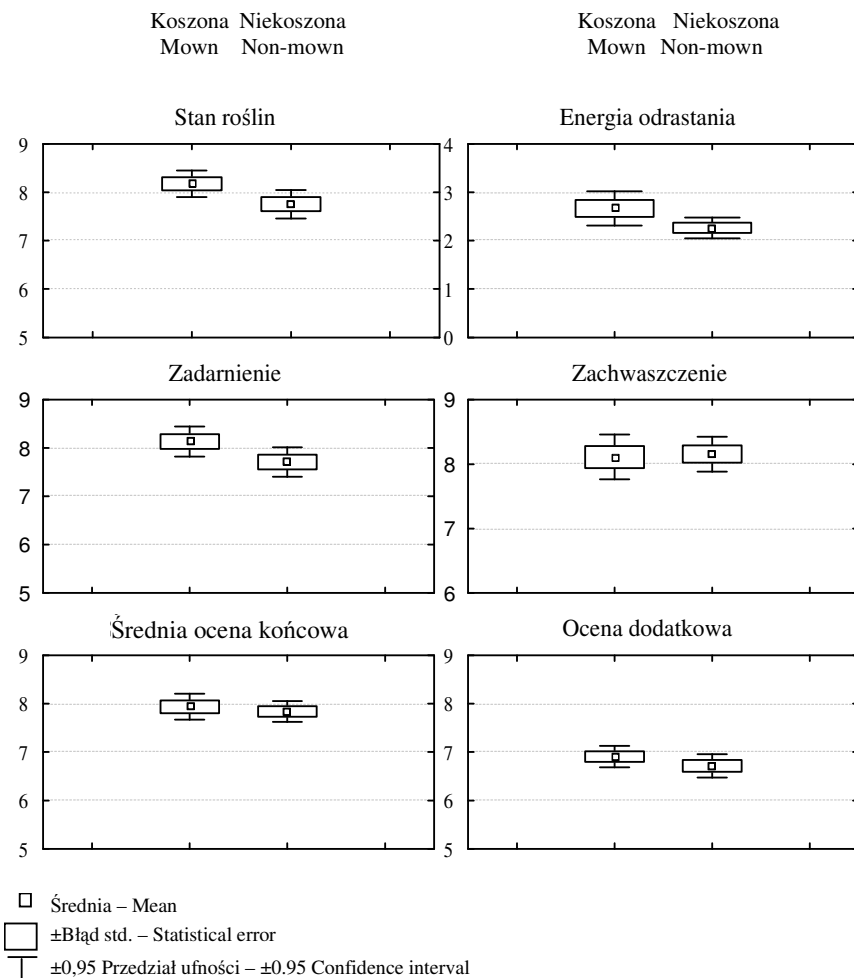 Koszona Niekoszona
Mown Non-mown
Koszona Niekoszona
Mown Non-mown
Stan roślin
9
8
7
6
5
Energia odrastania
4
3
2
1
0
Zadarnienie
9
8
7
6
5
Zachwaszczenie
9
8
7
6
Średnia ocena końcowa
9
8
7
6
5
Ocena dodatkowa
9
8
7
6
5
Średnia – Mean
±Błąd std. – Statistical error
±0,95 Przedział ufności – ±0.95 Confidence interval